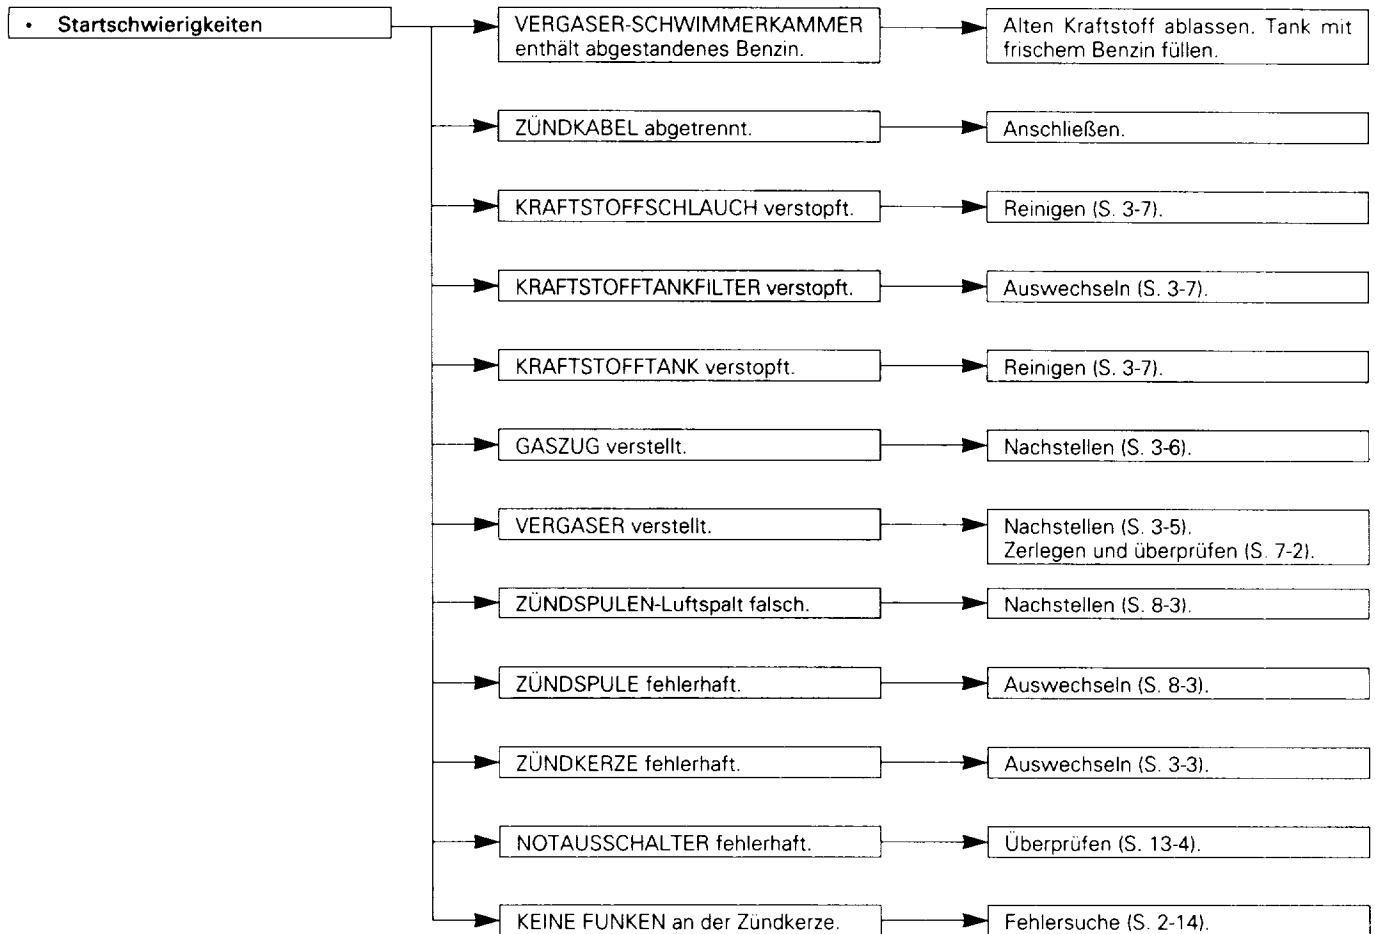 • Startschwierigkeiten
VERGASER-SCHWIMMERKAMMER
enthält abgestandenes Benzin.
Alten Kraftstoff ablassen. Tank mit
frischem Benzin füllen.
ZÜNDKABEL abgetrennt.
Anschließen.
KRAFTSTOFFSCHLAUCH verstopft.
Reinigen (S. 3-7).
KRAFTSTOFFTANKFILTER verstopft.
Auswechseln (S. 3-7).
KRAFTSTOFFTANK verstopft.
Reinigen (S. 3-7).
GASZUG verstellt.
Nachstellen (S. 3-6).
VERGASER verstellt.
Nachstellen (S. 3-5).
Zerlegen und überprüfen (S. 7-2).
ZÜNDSPULEN-Luftspalt falsch.
Nachstellen (S. 8-3).
ZÜNDSPULE fehlerhaft.
Auswechseln (S. 8-3).
ZÜNDKERZE fehlerhaft.
Auswechseln (S. 3-3).
NOTAUSSCHALTER fehlerhaft.
Überprüfen (S. 13-4).
KEINE FUNKEN an der Zündkerze.
Fehlersuche (S. 2-14).